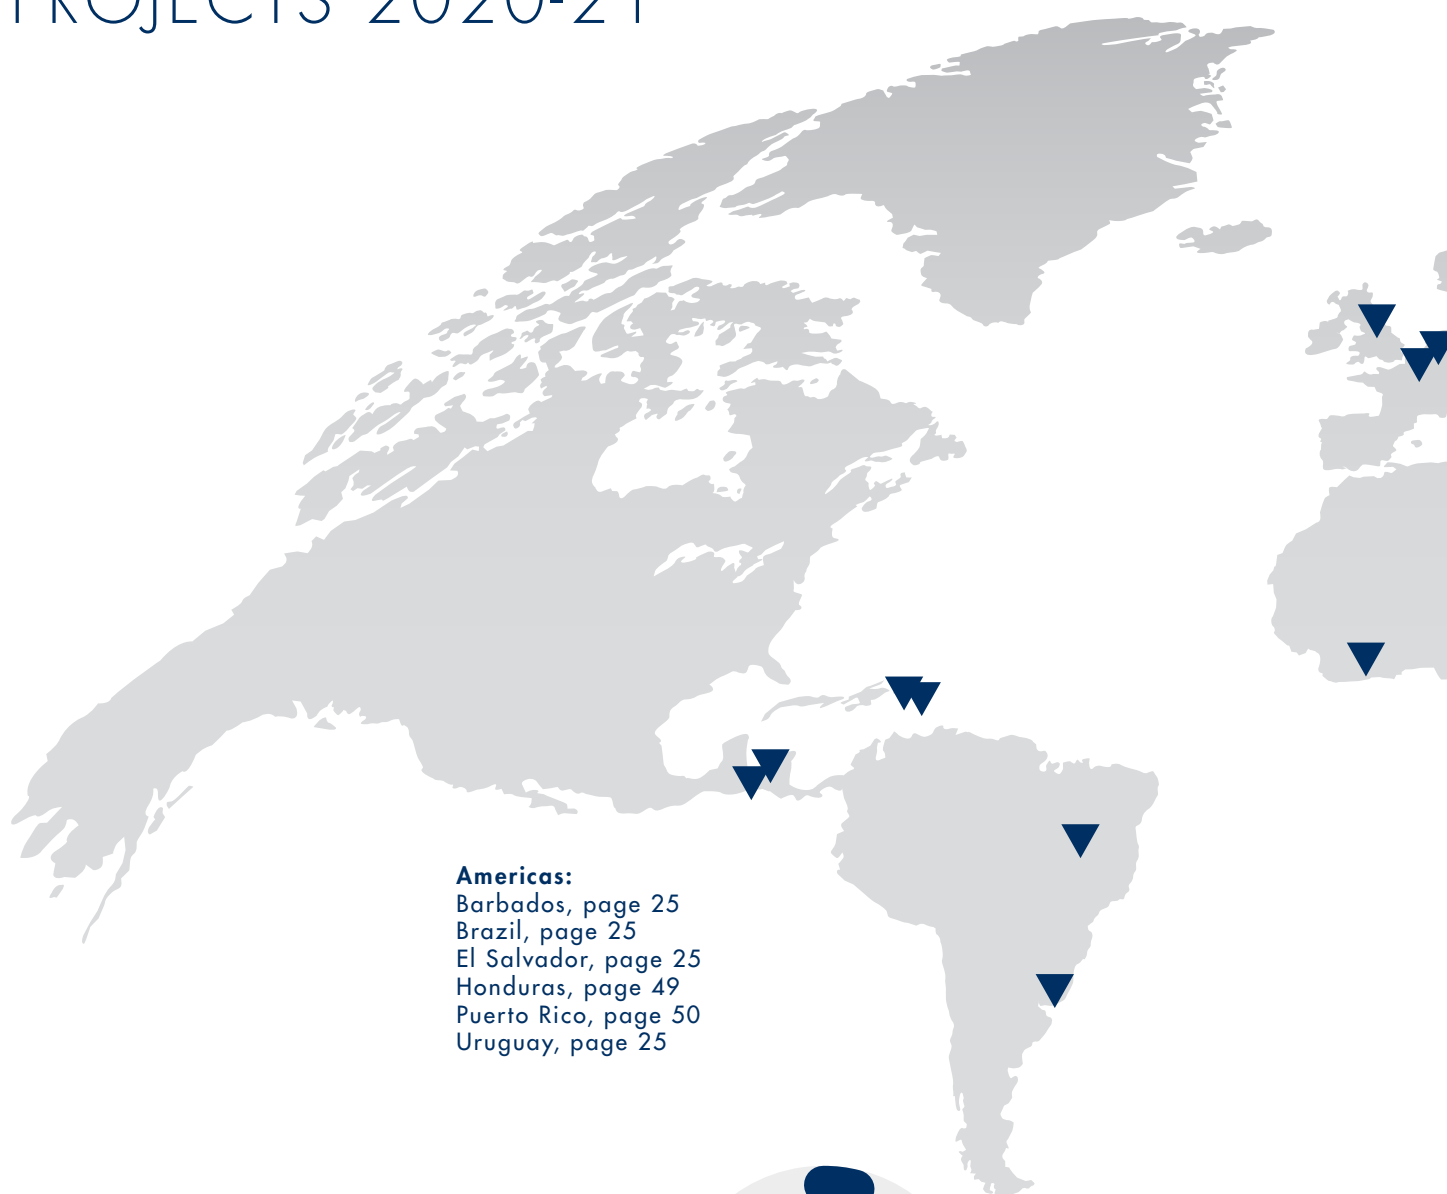 PROJECTS 2020-21
Americas:
Barbados, page 25
Brazil, page 25
El Salvador, page 25
Honduras, page 49
Puerto Rico, page 50
Uruguay, page 25